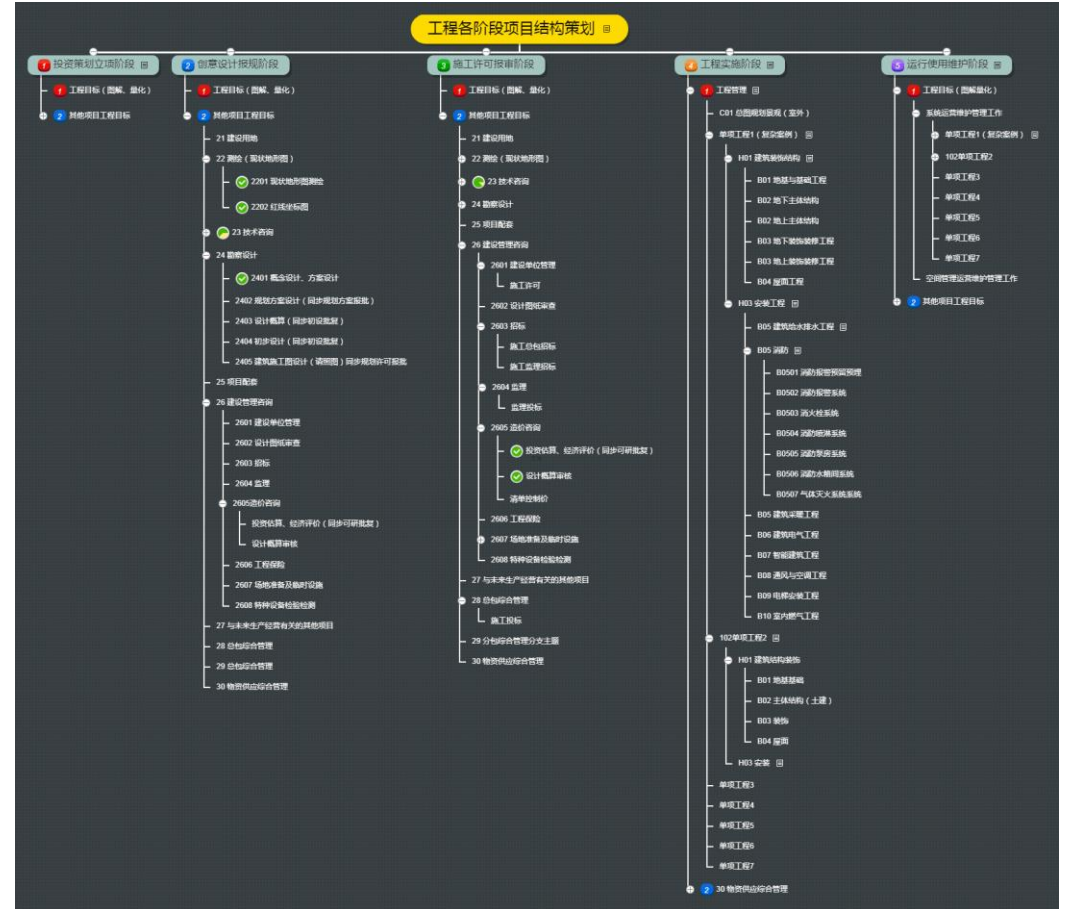 工程各阶段项目结构策划
1 投资策划立项阶段
1 工程目标（图解、量化）
2 其他项目工程目标
2 创意设计报规阶段
1 工程目标（图解、量化）
2 其他项目工程目标
21 建设用地
22 测绘（现状地形图）
2201 现状地形图测绘
2202 红线坐标图
23 技术咨询
24 勘察设计
2401 概念设计、方案设计
2402 规划方案设计（同步规划方案报批）
2403 设计概算（同步初设批复）
2404 初步设计（同步初设批复）
2405 建筑施工图设计（请照图）同步规划许可报批
25 项目配套
26 建设管理咨询
2601 建设单位管理
2602 设计图纸审查
2603 招标
2604 监理
2605造价咨询
投资估算、经济评价（同步可研批复）
设计概算审核
2606 工程保险
2607 场地准备及临时设施
2608 特种设备检验检测
27 与未来生产经营有关的其他项目
28 总包综合管理
29 总包综合管理
30 物资供应综合管理
3 施工许可报审阶段
1 工程目标（图解、量化）
2 其他项目工程目标
21 建设用地
22 测绘（现状地形图）
23 技术咨询
24 勘察设计
25 项目配套
26 建设管理咨询
2601 建设单位管理
施工许可
2602 设计图纸审查
2603 招标
施工总包招标
施工监理招标
2604 监理
监理投标
2605 造价咨询
投资估算、经济评价（同步可研批复）
设计概算审核
清单控制价
2606 工程保险
2607 场地准备及临时设施
2608 特种设备检验检测
27 与未来生产经营有关的其他项目
28 总包综合管理
施工投标
29 分包综合管理分支主题
30 物资供应综合管理
4 工程实施阶段
1 工程管理
C01 总图规划景观（室外）
单项工程1（复杂案例）
H01 建筑装饰结构
B01 地基与基础工程
B02 地下主体结构
B02 地上主体结构
B03 地下装饰装修工程
B03 地上装饰装修工程
B04 屋面工程
H03 安装工程
B05 建筑给水排水工程
B05 消防
B0501 消防报警预留预埋
B0502 消防报警系统
B0503 消火栓系统
B0504 消防喷淋系统
B0505 消防泵房系统
B0506 消防水炮间系统
B0507 气体灭火系统系统
B05 建筑采暖工程
B06 建筑电气工程
B07 智能建筑工程
B08 通风与空调工程
B09 电梯安装工程
B10 室内燃气工程
102单项工程2
H01 建筑结构装饰
B01 地基基础
B02 主体结构（土建）
B03 装饰
B04 屋面
H03 安装
单项工程3
单项工程4
单项工程5
单项工程6
单项工程7
2 30 物资供应综合管理
5 运行使用维护阶段
1 工程目标（图解量化）
系统运营维护管理工作
单项工程1（复杂案例）
102单项工程2
单项工程3
单项工程4
单项工程5
单项工程6
单项工程7
空间管理运营维护管理工作
2 其他项目工程目标